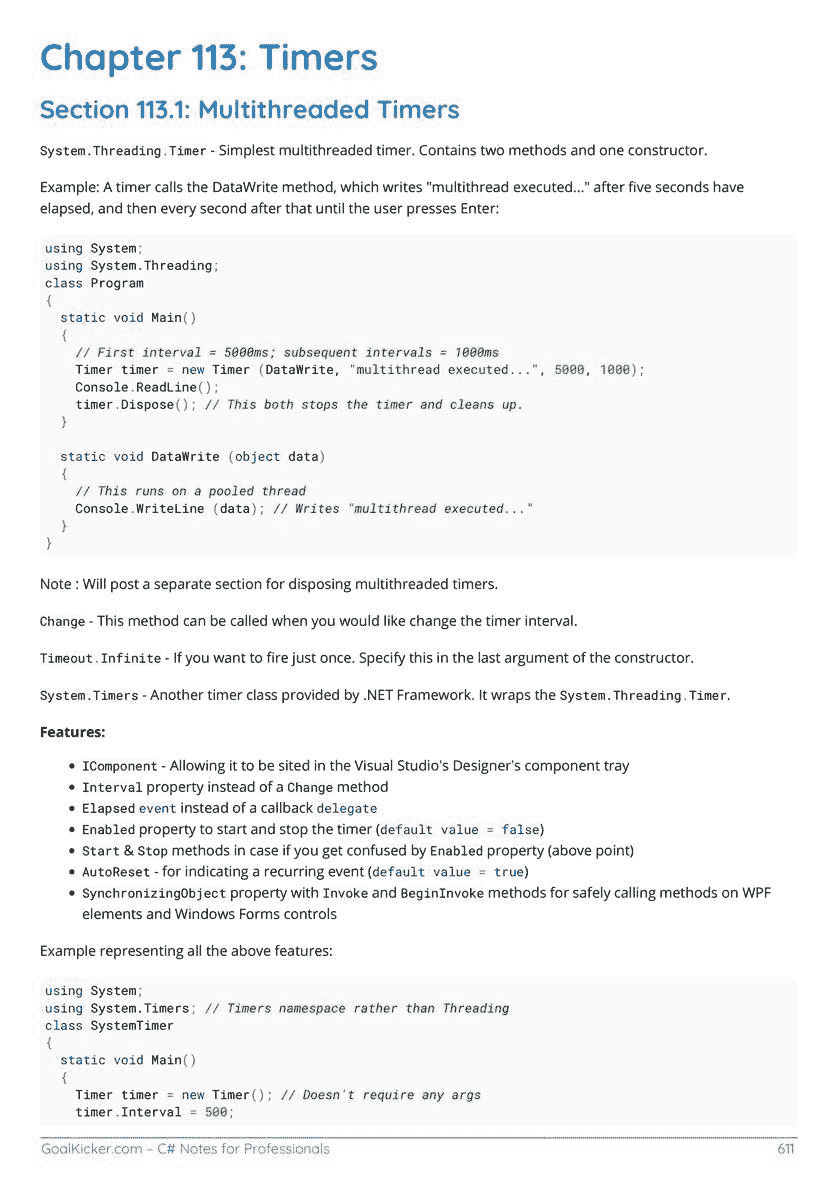 Chapter 113: Timers
Section 113.1: Multithreaded Timers
System.Threading.Timer - Simplest multithreaded timer. Contains two methods and one constructor.
Example: A timer calls the DataWrite method, which writes "multithread executed..." after five seconds have
elapsed, and then every second after that until the user presses Enter:
using System;
using System.Threading;
class Program
{
  static void Main()
  {
    // First interval = 5000ms; subsequent intervals = 1000ms
    Timer timer = new Timer (DataWrite, "multithread executed...", 5000, 1000);
    Console.ReadLine();
    timer.Dispose(); // This both stops the timer and cleans up.
  }
  static void DataWrite (object data)
  {
    // This runs on a pooled thread
    Console.WriteLine (data); // Writes "multithread executed..."
  }
}
Note : Will post a separate section for disposing multithreaded timers.
Change - This method can be called when you would like change the timer interval.
Timeout.Infinite - If you want to fire just once. Specify this in the last argument of the constructor.
System.Timers - Another timer class provided by .NET Framework. It wraps the System.Threading.Timer.
Features:
• IComponent - Allowing it to be sited in the Visual Studio's Designer's component tray
• Interval property instead of a Change method
• Elapsed event instead of a callback delegate
• Enabled property to start and stop the timer (default value = false)
• Start & Stop methods in case if you get confused by Enabled property (above point)
• AutoReset - for indicating a recurring event (default value = true)
• SynchronizingObject property with Invoke and BeginInvoke methods for safely calling methods on WPF
elements and Windows Forms controls
Example representing all the above features:
using System;
using System.Timers; // Timers namespace rather than Threading
class SystemTimer
{
  static void Main()
  {
    Timer timer = new Timer(); // Doesn't require any args
    timer.Interval = 500;
GoalKicker.com – C# Notes for Professionals 611